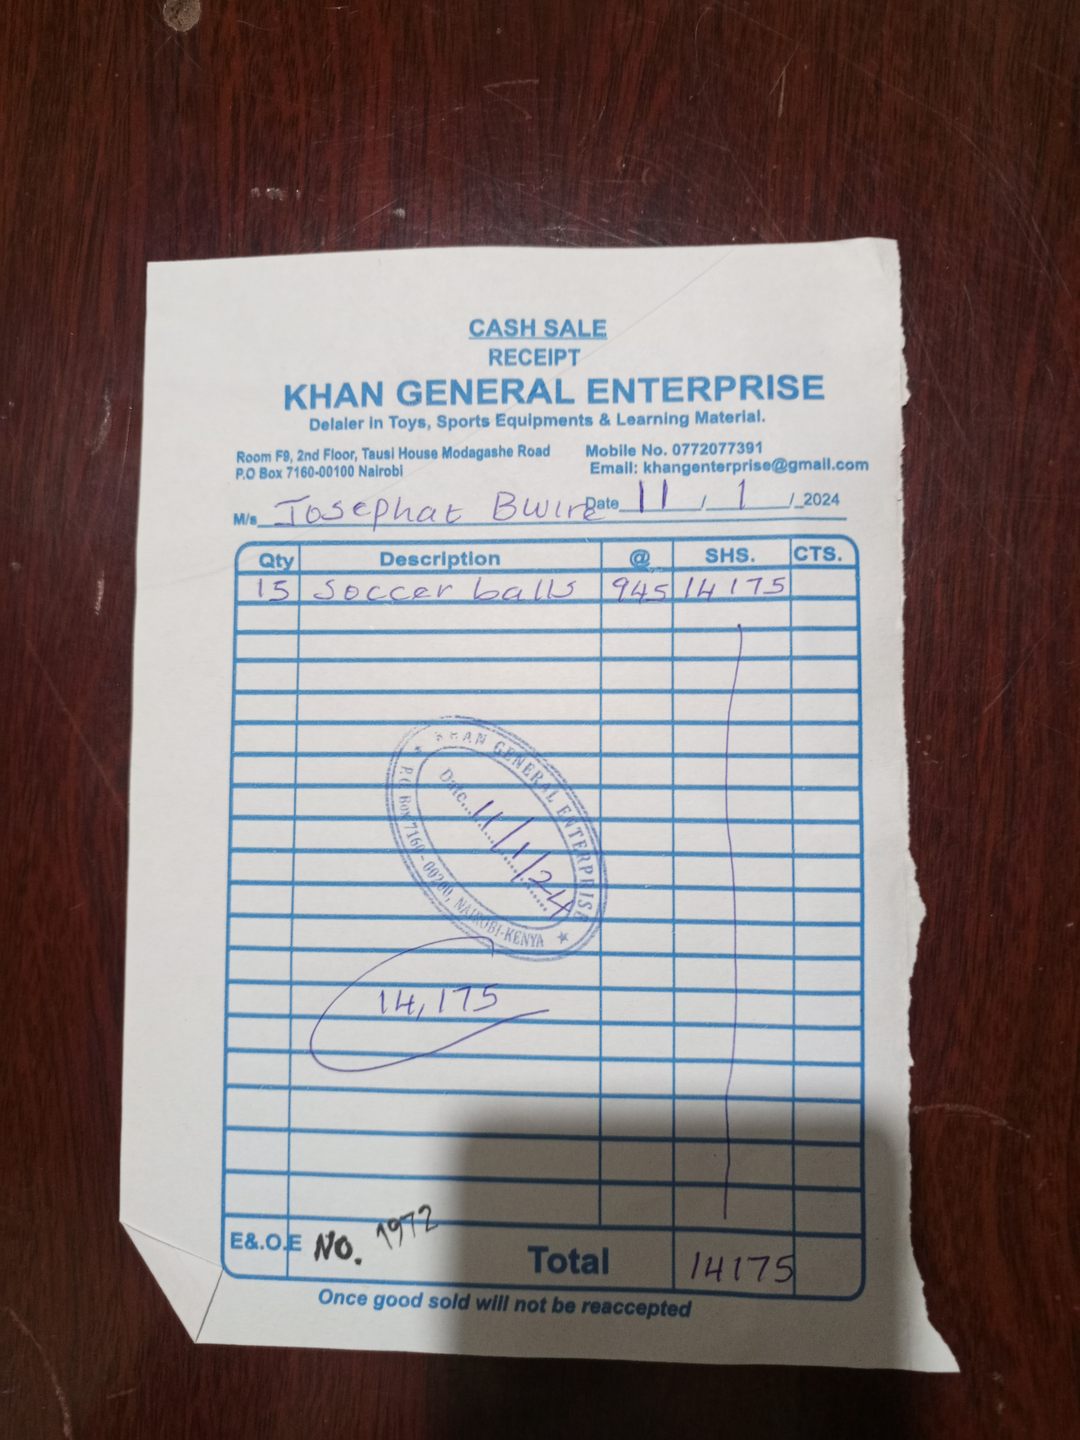 CASH SALE
RECEIPT
KHAN GENERAL ENTERPRISE
Delaler in Toys, Sports Equipments & Learning Material.
Room F9, 2nd Floor, Tausi House Modagashe Road
P.O Box 7160-00100 Nairobi
Mobile No. 0772077391
Email: khangenterprise@gmail.com
M/s Josephat Bwire Date 11 / 1 / 2024
Qty Description @ SHS. CTS.
15 Soccer balls 945 14175
KHAN GENERAL ENTERPRISE
Date... 11/1/24
P.O. Box 7160 - 00200, NAIROBI-KENYA
14,175
E&.O.E No. 1972 Total 14175
Once good sold will not be reaccepted